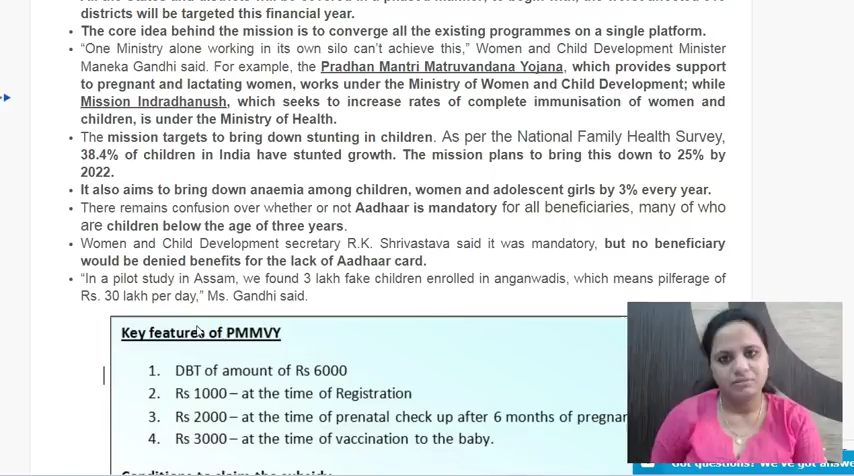 districts will be targeted this financial year.
• The core idea behind the mission is to converge all the existing programmes on a single platform.
• “One Ministry alone working in its own silo can’t achieve this,” Women and Child Development Minister
Maneka Gandhi said. For example, the Pradhan Mantri Matruvandana Yojana, which provides support
to pregnant and lactating women, works under the Ministry of Women and Child Development; while
Mission Indradhanush, which seeks to increase rates of complete immunisation of women and
children, is under the Ministry of Health.
• The mission targets to bring down stunting in children. As per the National Family Health Survey,
38.4% of children in India have stunted growth. The mission plans to bring this down to 25% by
2022.
• It also aims to bring down anaemia among children, women and adolescent girls by 3% every year.
• There remains confusion over whether or not Aadhaar is mandatory for all beneficiaries, many of who
are children below the age of three years.
• Women and Child Development secretary R.K. Shrivastava said it was mandatory, but no beneficiary
would be denied benefits for the lack of Aadhaar card.
• “In a pilot study in Assam, we found 3 lakh fake children enrolled in anganwadis, which means pilferage of
Rs. 30 lakh per day,” Ms. Gandhi said.
Key features of PMMVY
1. DBT of amount of Rs 6000
2. Rs 1000 – at the time of Registration
3. Rs 2000 – at the time of prenatal check up after 6 months of pregnan
4. Rs 3000 – at the time of vaccination to the baby.
Conditions to claim the subsidy
Got questions? We've got answe